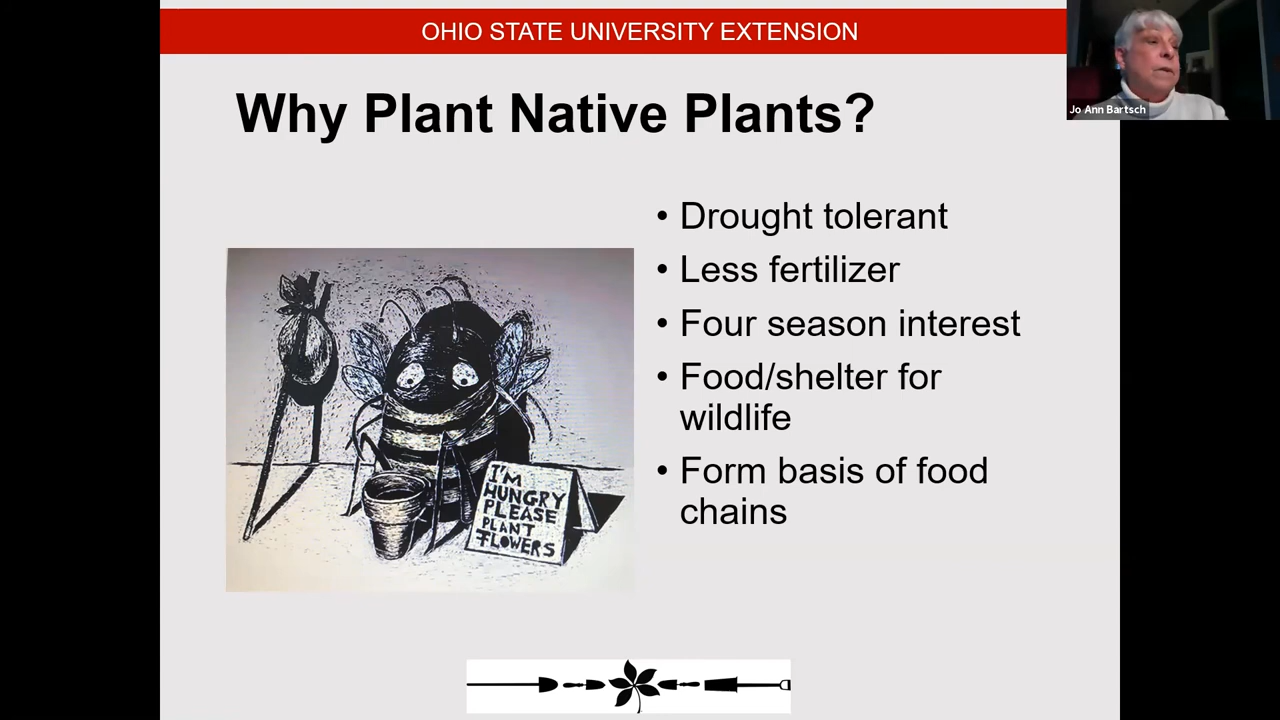 OHIO STATE UNIVERSITY EXTENSION
Jo Ann Bartsch
Why Plant Native Plants?
• Drought tolerant
• Less fertilizer
• Four season interest
• Food/shelter for
wildlife
• Form basis of food
chains
I'M
HUNGRY
PLEASE
PLANT
FLOWERS